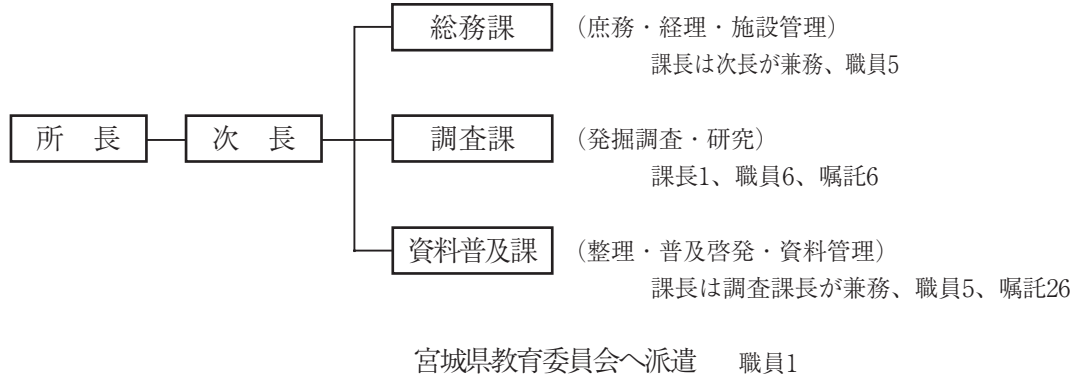 総務課 （庶務・経理・施設管理）
課長は次長が兼務、職員5
所　長 次　長 調査課 （発掘調査・研究）
課長1、職員6、嘱託6
資料普及課 （整理・普及啓発・資料管理）
課長は調査課長が兼務、職員5、嘱託26
宮城県教育委員会へ派遣　職員1